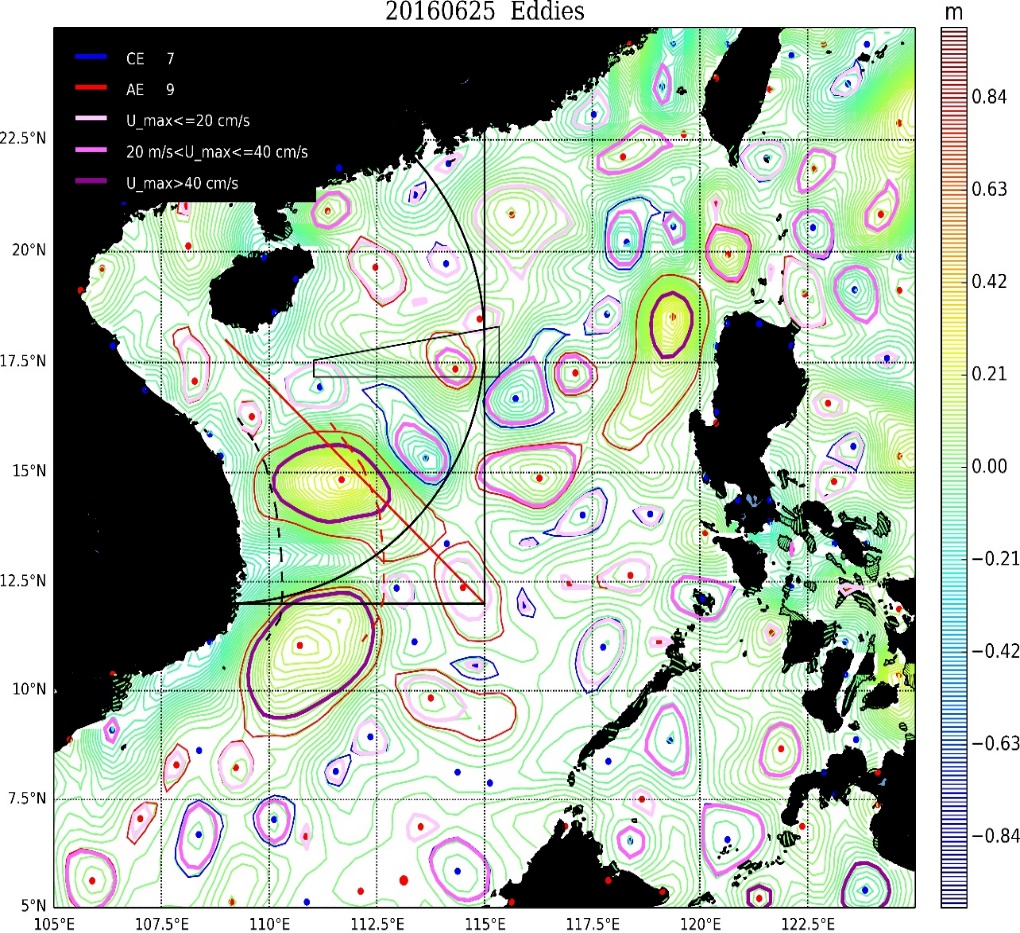 20160625 Eddies
m
CE 7
AE 9
U_max<=20 cm/s
20 m/s<U_max<=40 cm/s
U_max>40 cm/s
22.5°N
20°N
17.5°N
15°N
12.5°N
10°N
7.5°N
5°N
105°E 107.5°E 110°E 112.5°E 115°E 117.5°E 120°E 122.5°E
0.84
0.63
0.42
0.21
0.00
−0.21
−0.42
−0.63
−0.84